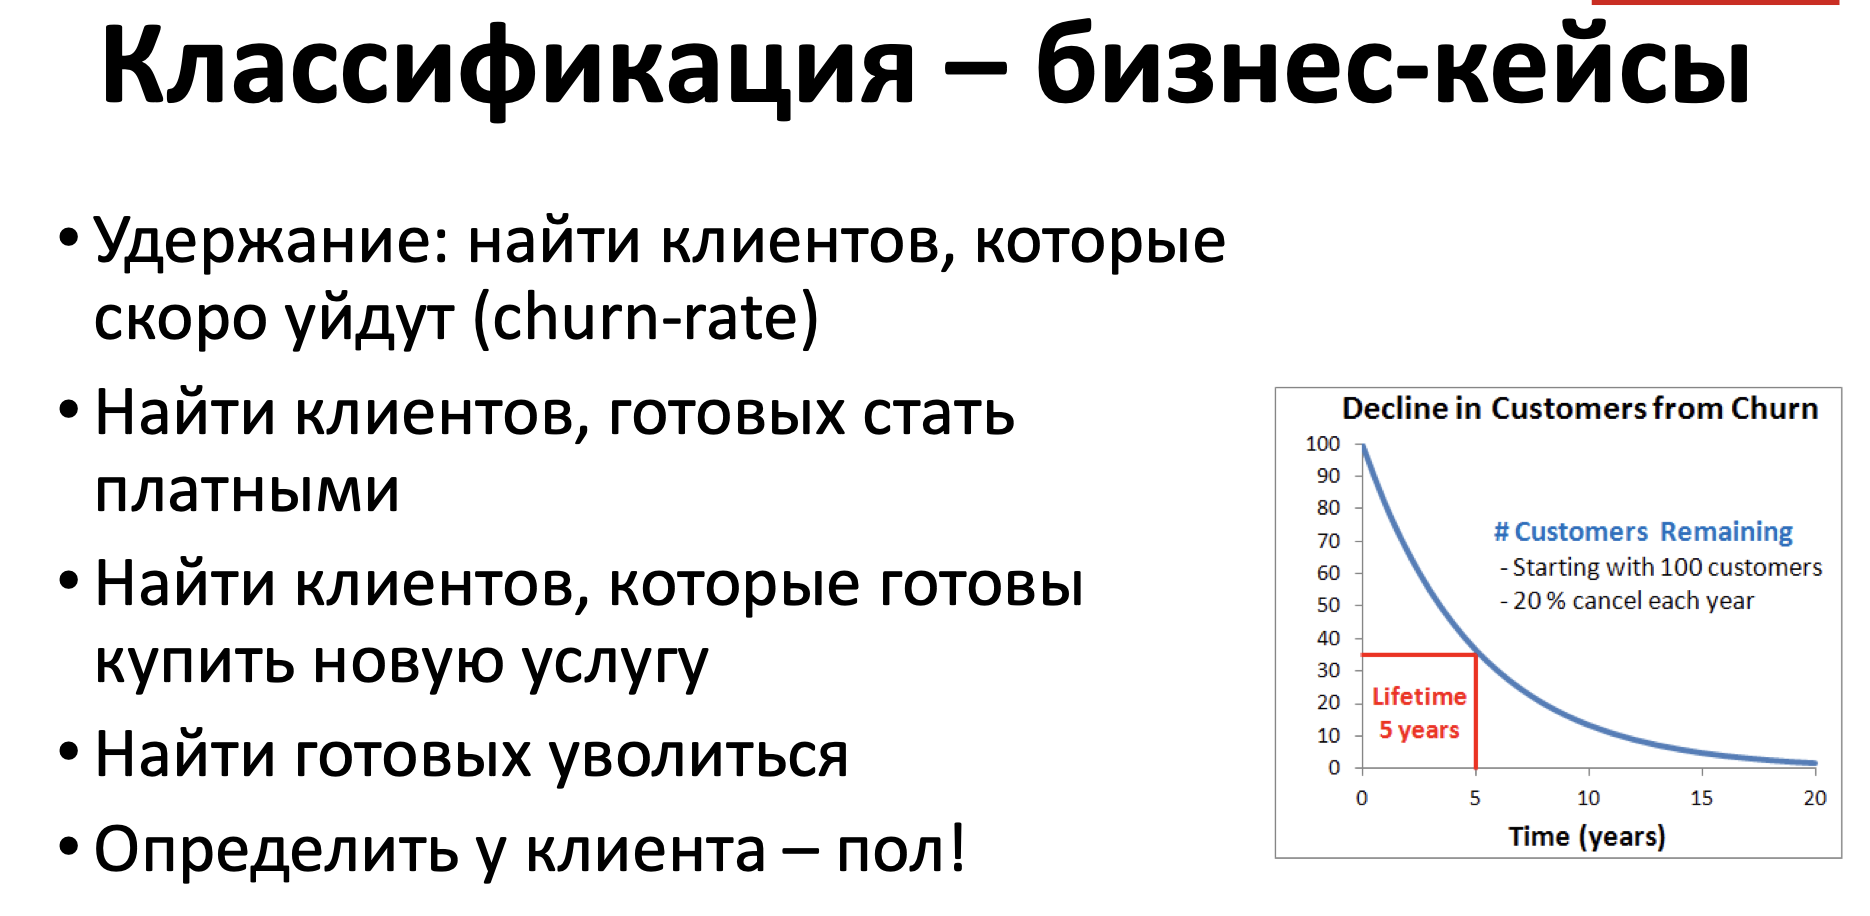 Классификация – бизнес-кейсы
• Удержание: найти клиентов, которые
скоро уйдут (churn-rate)
• Найти клиентов, готовых стать
платными
• Найти клиентов, которые готовы
купить новую услугу
• Найти готовых уволиться
• Определить у клиента – пол!
Decline in Customers from Churn
100
90
80
70
60
50
40
30
20
10
0
# Customers Remaining
- Starting with 100 customers
- 20 % cancel each year
Lifetime
5 years
0 5 10 15 20
Time (years)